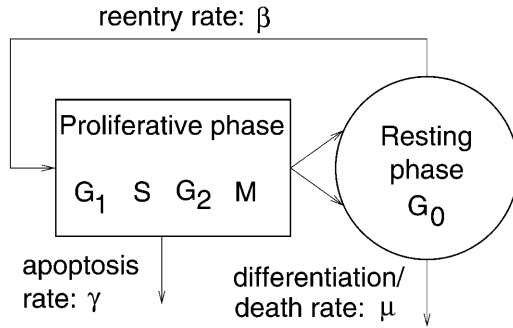 reentry rate: β
Proliferative phase
G1 S G2 M
Resting
phase
G0
apoptosis
rate: γ
differentiation/
death rate: μ